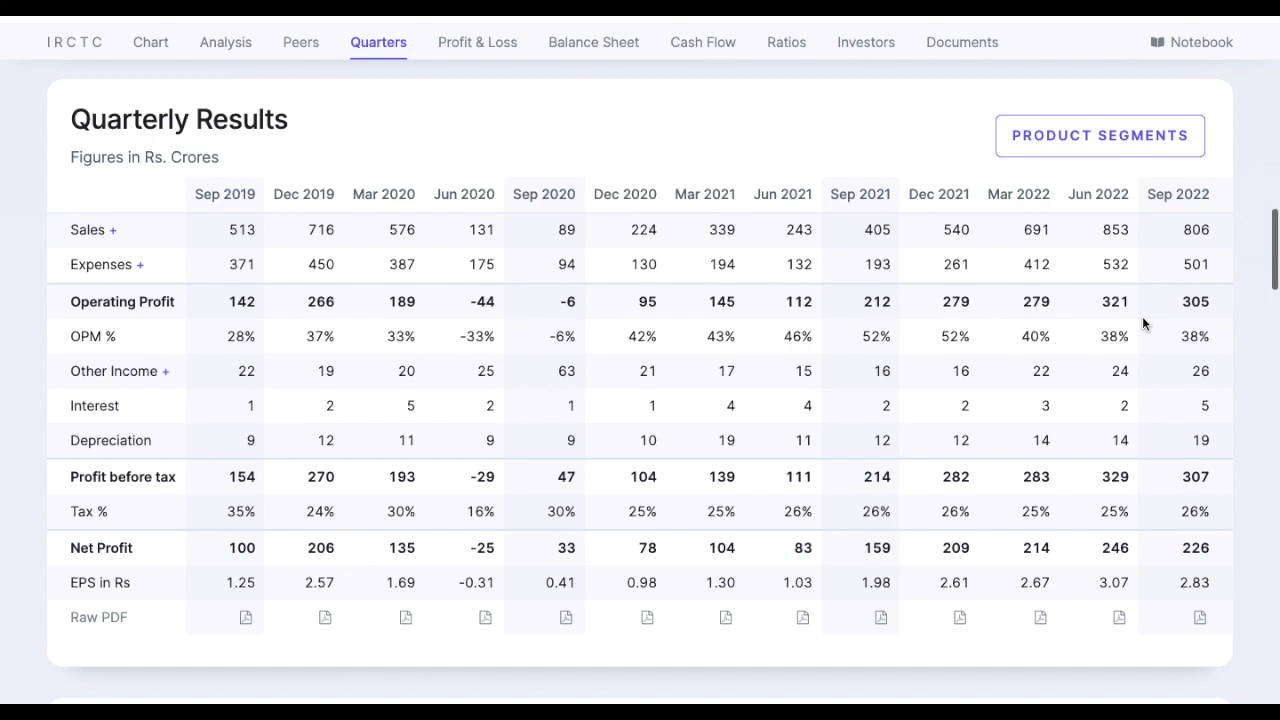 I R C T C Chart Analysis Peers Quarters Profit & Loss Balance Sheet Cash Flow Ratios Investors Documents Notebook
Quarterly Results
PRODUCT SEGMENTS
Figures in Rs. Crores
Sep 2019 Dec 2019 Mar 2020 Jun 2020 Sep 2020 Dec 2020 Mar 2021 Jun 2021 Sep 2021 Dec 2021 Mar 2022 Jun 2022 Sep 2022
Sales + 513 716 576 131 89 224 339 243 405 540 691 853 806
Expenses + 371 450 387 175 94 130 194 132 193 261 412 532 501
Operating Profit 142 266 189 -44 -6 95 145 112 212 279 279 321 305
OPM % 28% 37% 33% -33% -6% 42% 43% 46% 52% 52% 40% 38% 38%
Other Income + 22 19 20 25 63 21 17 15 16 16 22 24 26
Interest 1 2 5 2 1 1 4 4 2 2 3 2 5
Depreciation 9 12 11 9 9 10 19 11 12 12 14 14 19
Profit before tax 154 270 193 -29 47 104 139 111 214 282 283 329 307
Tax % 35% 24% 30% 16% 30% 25% 25% 26% 26% 26% 25% 25% 26%
Net Profit 100 206 135 -25 33 78 104 83 159 209 214 246 226
EPS in Rs 1.25 2.57 1.69 -0.31 0.41 0.98 1.30 1.03 1.98 2.61 2.67 3.07 2.83
Raw PDF